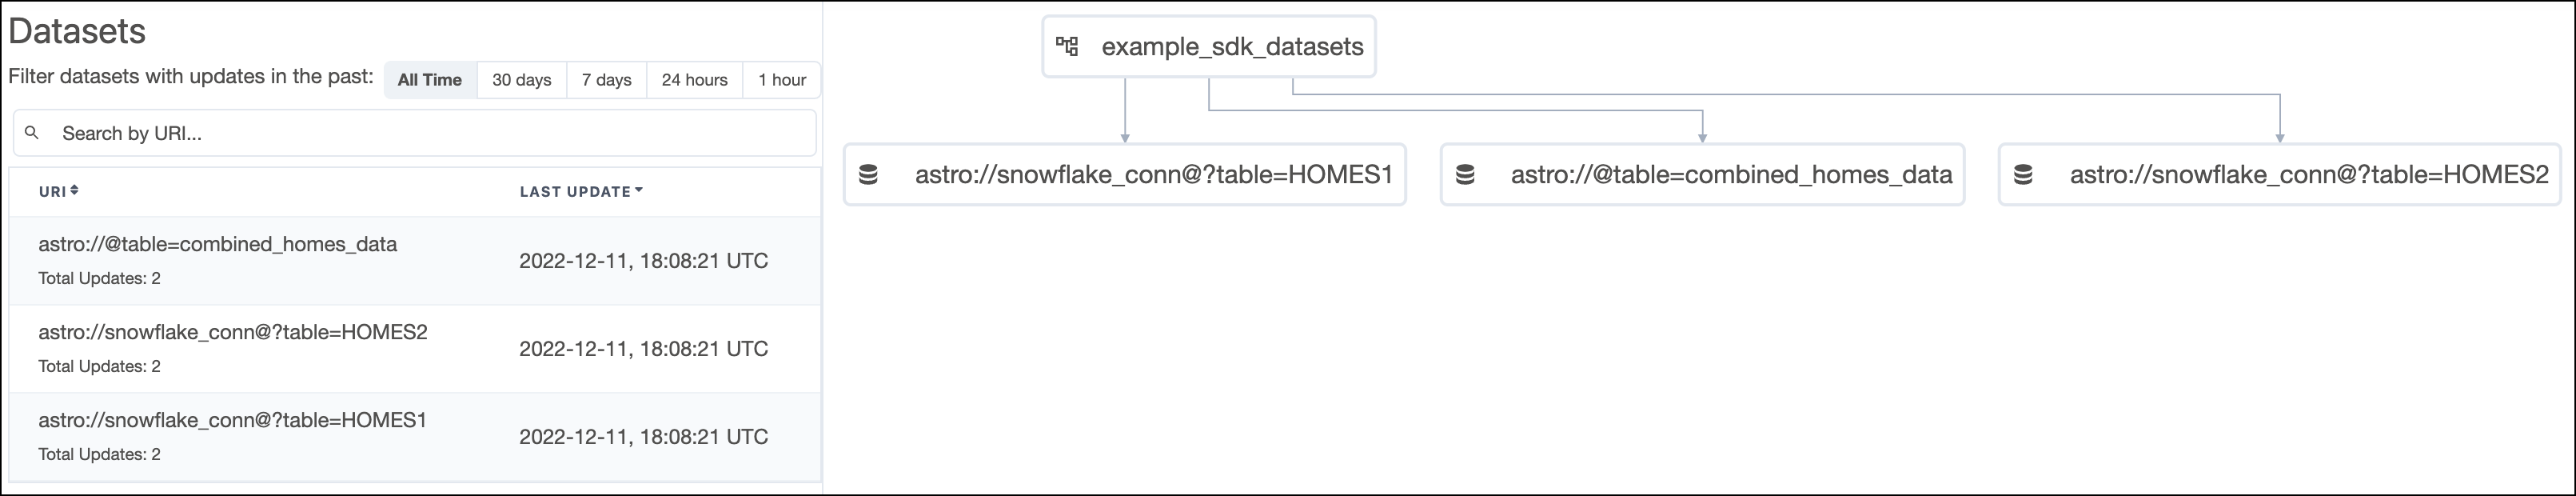 Datasets
Filter datasets with updates in the past: All Time 30 days 7 days 24 hours 1 hour
Search by URI...
URI LAST UPDATE
astro://@table=combined_homes_data
Total Updates: 2
2022-12-11, 18:08:21 UTC
astro://snowflake_conn@?table=HOMES2
Total Updates: 2
2022-12-11, 18:08:21 UTC
astro://snowflake_conn@?table=HOMES1
Total Updates: 2
2022-12-11, 18:08:21 UTC
example_sdk_datasets
astro://snowflake_conn@?table=HOMES1
astro://@table=combined_homes_data
astro://snowflake_conn@?table=HOMES2